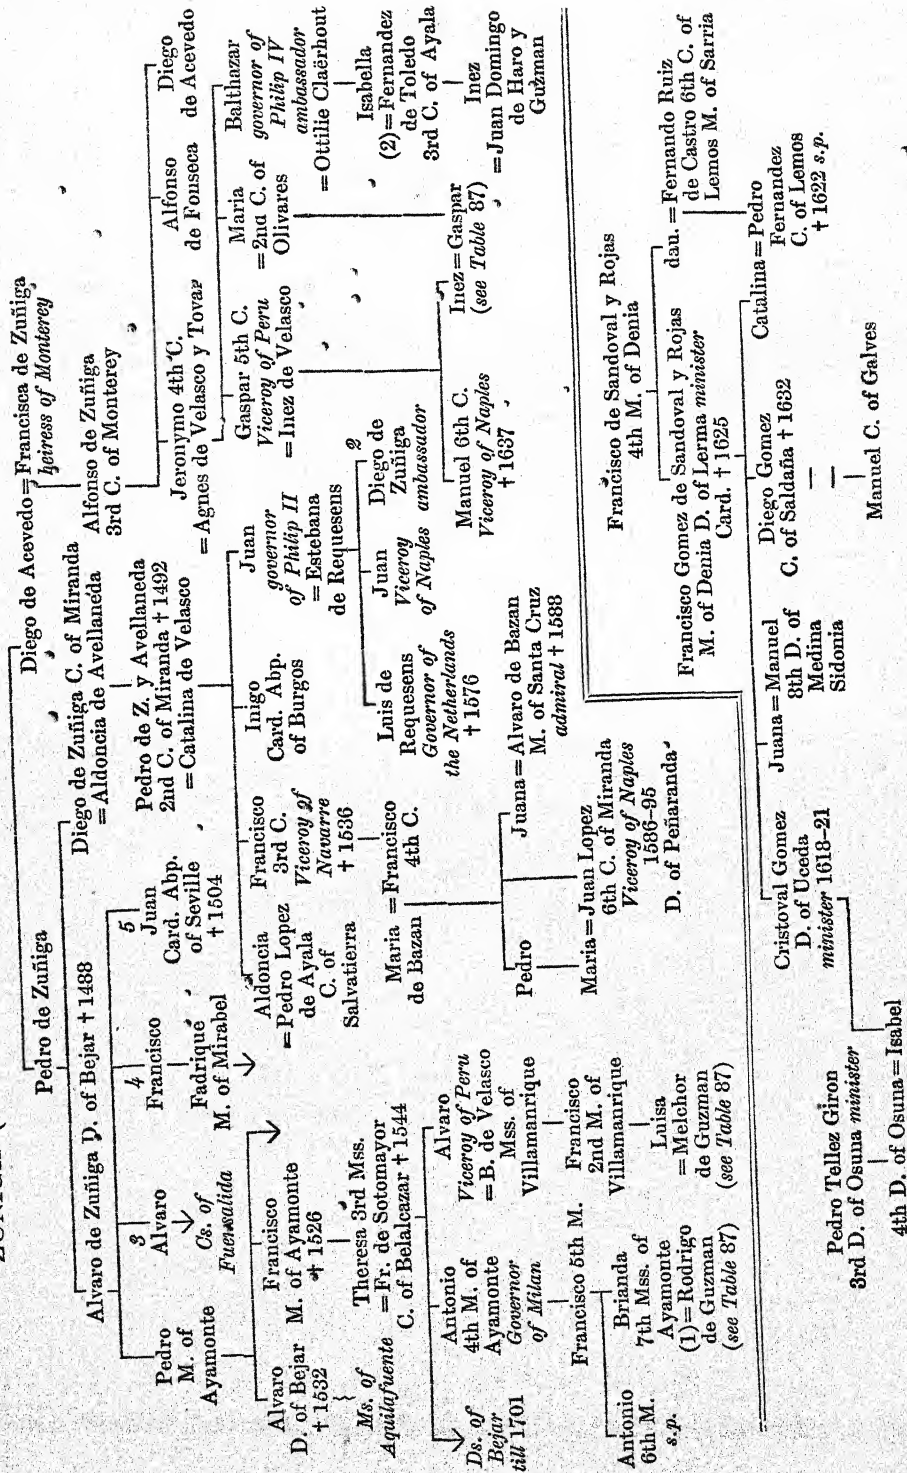 Pedro de Zuñiga
Diego de Acevedo = Francisca de Zuñiga
heiress of Monterey
Alvaro de Zuñiga D. of Bejar † 1488
Diego de Zuñiga C. of Miranda
= Aldoncia de Avellanéda
Alfonso de Zuñiga
3rd C. of Monterey
Pedro
M. of
Ayamonte
3
Alvaro
Cs. of
Fuensalida
4
Francisco
Fadrique
M. of Mirabel
5
Juan
Card. Abp.
of Seville
† 1504
Pedro de Z. y Avellaneda
2nd C. of Miranda † 1492
= Catalina de Velasco
Jeronymo 4th C.
= Agnes de Velasco y Tovar
Alfonso
de Fonseca
Diego
de Acevedo
Alvaro
D. of Bejar
† 1532
Ms. of
Aquilafuente
Francisco
M. of Ayamonte
† 1526
Theresa 3rd Mss.
= Fr. de Sotomayor
C. of Belalcazar † 1544
Aldoncia
= Pedro Lopez
de Ayala
C. of
Salvatierra
Francisco
3rd C.
Viceroy of
Navarre
† 1536
Inigo
Card. Abp.
of Burgos
Juan
governor
of Philip II
= Estebana
de Requesens
Gaspar 5th C.
Viceroy of Peru
= Inez de Velasco
Maria
= 2nd C. of
Olivares
Balthazar
governor of
Philip IV
ambassador
= Ottilie Claërhout
Isabella
(2) = Fernandez
de Toledo
3rd C. of Ayala
Inez
= Juan Domingo
de Haro y
Guzman
Maria = Francisco
de Bazan 4th C.
Luis de
Requesens
Governor of
the Netherlands
† 1576
Juan
Viceroy
of Naples
2
Diego de
Zuñiga
ambassador
Manuel 6th C.
Viceroy of Naples
† 1637
Inez = Gaspar
(see Table 87)
Ds. of
Bejar
till 1701
Antonio
4th M. of
Ayamonte
Governor
of Milan
Alvaro
Viceroy of Peru
= B. de Velasco
Mss. of
Villamanrique
Pedro
Juana = Alvaro de Bazan
M. of Santa Cruz
admiral † 1588
Francisco 5th M.
Francisco
2nd M. of
Villamanrique
Maria = Juan Lopez
6th C. of Miranda
Viceroy of Naples
1586-95
D. of Peñaranda
Antonio
6th M.
s.p.
Brianda
7th Mss. of
Ayamonte
(1) = Rodrigo
de Guzman
(see Table 87)
Luisa
= Melchor
de Guzman
(see Table 87)
Francisco de Sandoval y Rojas
4th M. of Denia
Francisco Gomez de Sandoval y Rojas
M. of Denia D. of Lerma minister
Card. † 1625
dau. = Fernando Ruiz
de Castro 6th C. of
Lemos M. of Sarria
Cristoval Gomez
D. of Uceda
minister 1618-21
Juana = Manuel
8th D. of
Medina
Sidonia
Diego Gomez
C. of Saldaña † 1632
Catalina = Pedro
Fernandez
C. of Lemos
† 1622 s.p.
Manuel C. of Galves
Pedro Tellez Giron
3rd D. of Osuna minister
4th D. of Osuna = Isabel